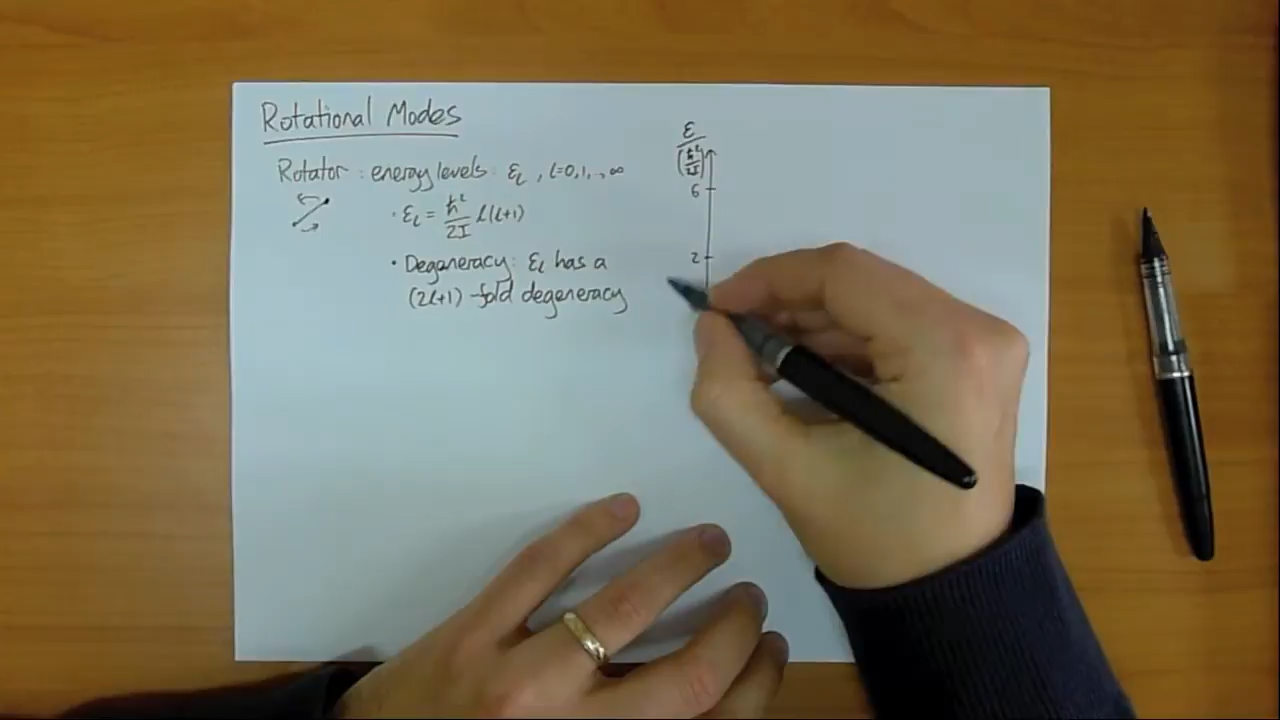 Rotational Modes
Rotator: energy levels: εₗ, l=0,1,..,∞
• εₗ = ℏ²/2I l(l+1)
• Degeneracy: εₗ has a
(2l+1)-fold degeneracy
ε/(ℏ²/2I)
6
2